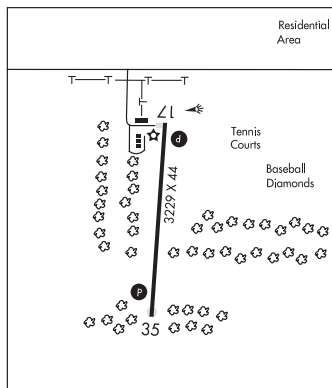 Residential
Area
T T T T
T
17
P
Tennis
Courts
Baseball
Diamonds
3229 X 44
P
35